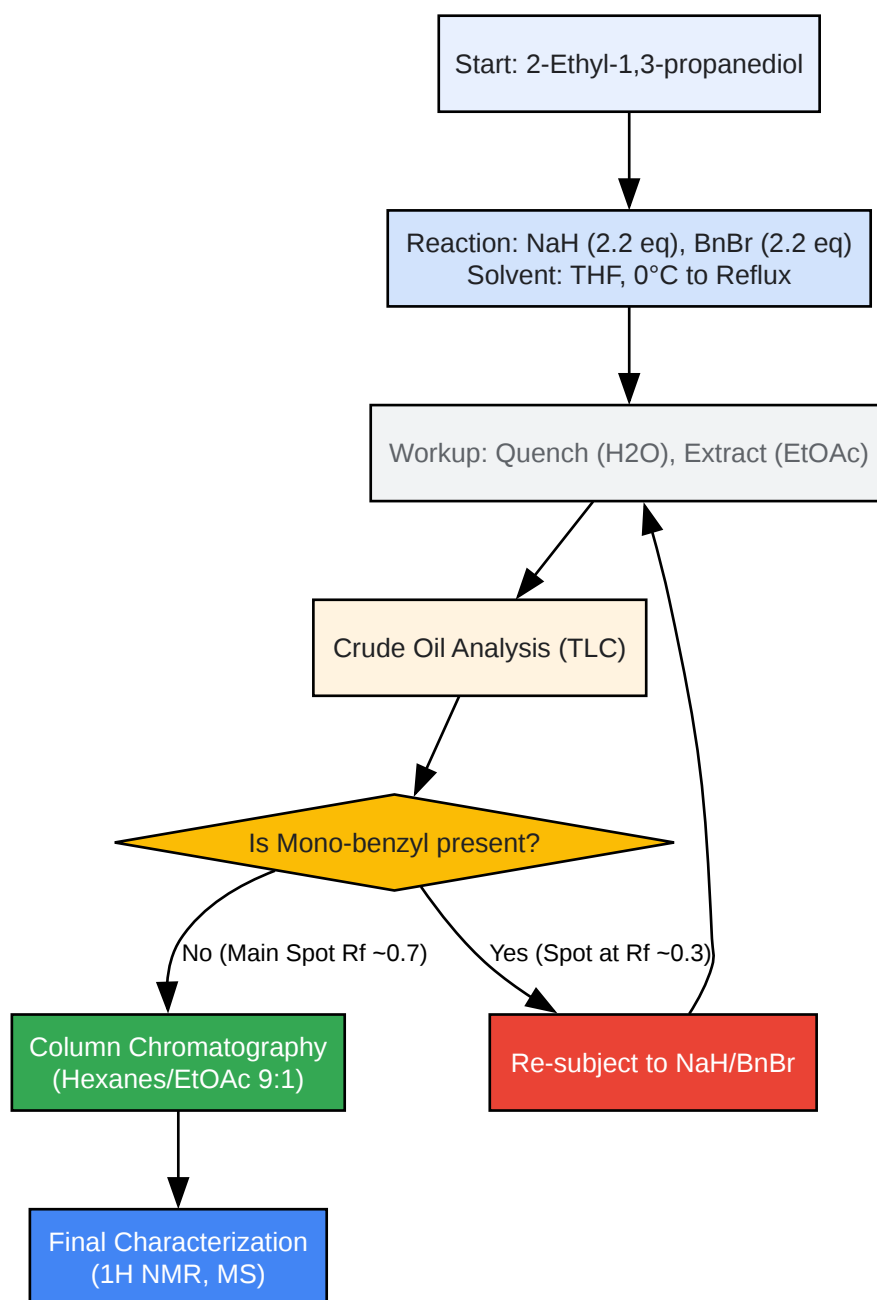 Start: 2-Ethyl-1,3-propanediol
Reaction: NaH (2.2 eq), BnBr (2.2 eq)
Solvent: THF, 0°C to Reflux
Workup: Quench (H2O), Extract (EtOAc)
Crude Oil Analysis (TLC)
Is Mono-benzyl present?
No (Main Spot Rf ~0.7)
Yes (Spot at Rf ~0.3)
Column Chromatography
(Hexanes/EtOAc 9:1)
Re-subject to NaH/BnBr
Final Characterization
(1H NMR, MS)